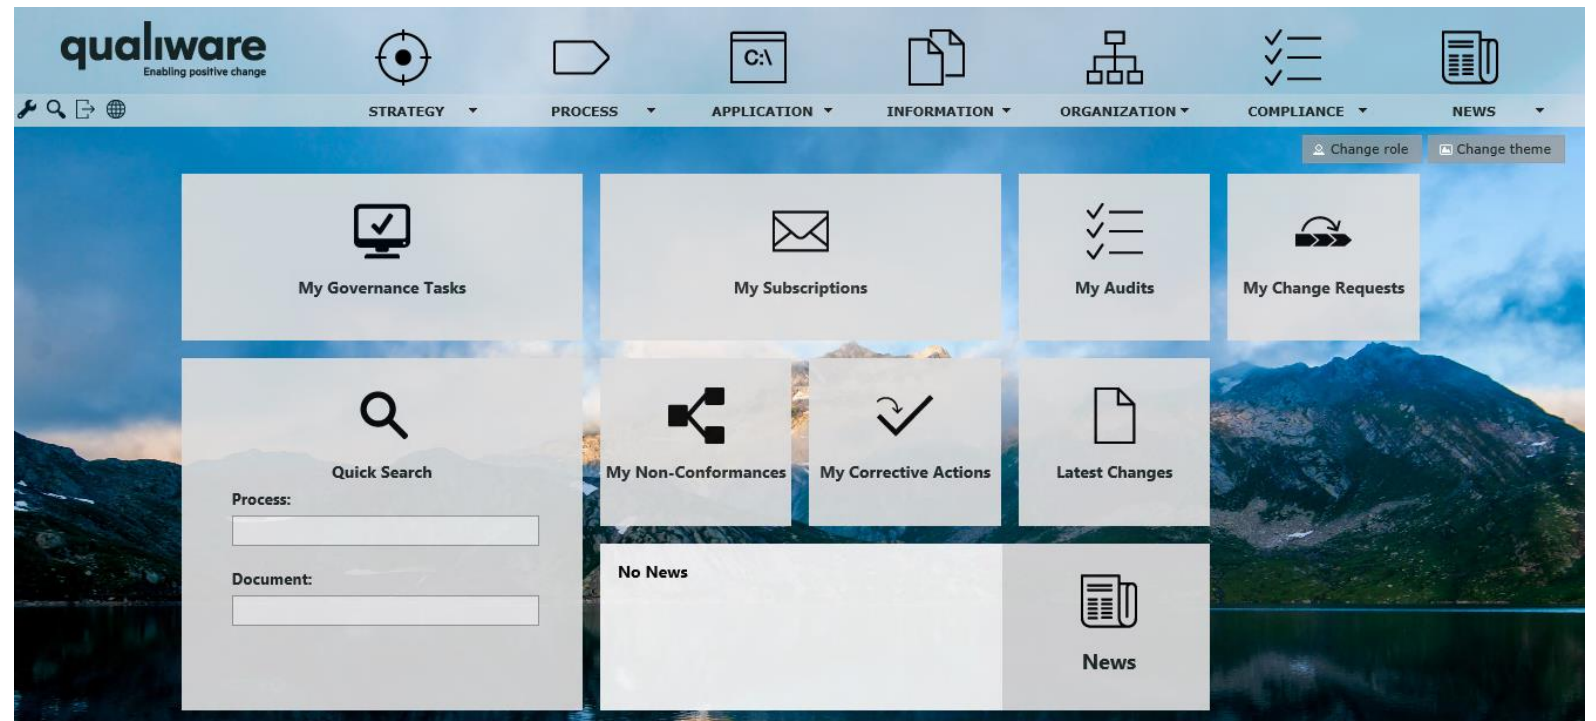 qualiware
Enabling positive change
C:\
STRATEGY
PROCESS
APPLICATION
INFORMATION
ORGANIZATION
COMPLIANCE
NEWS
Change role
Change theme
My Governance Tasks
My Subscriptions
My Audits
My Change Requests
Quick Search
Process:
Document:
My Non-Conformances
My Corrective Actions
Latest Changes
No News
News